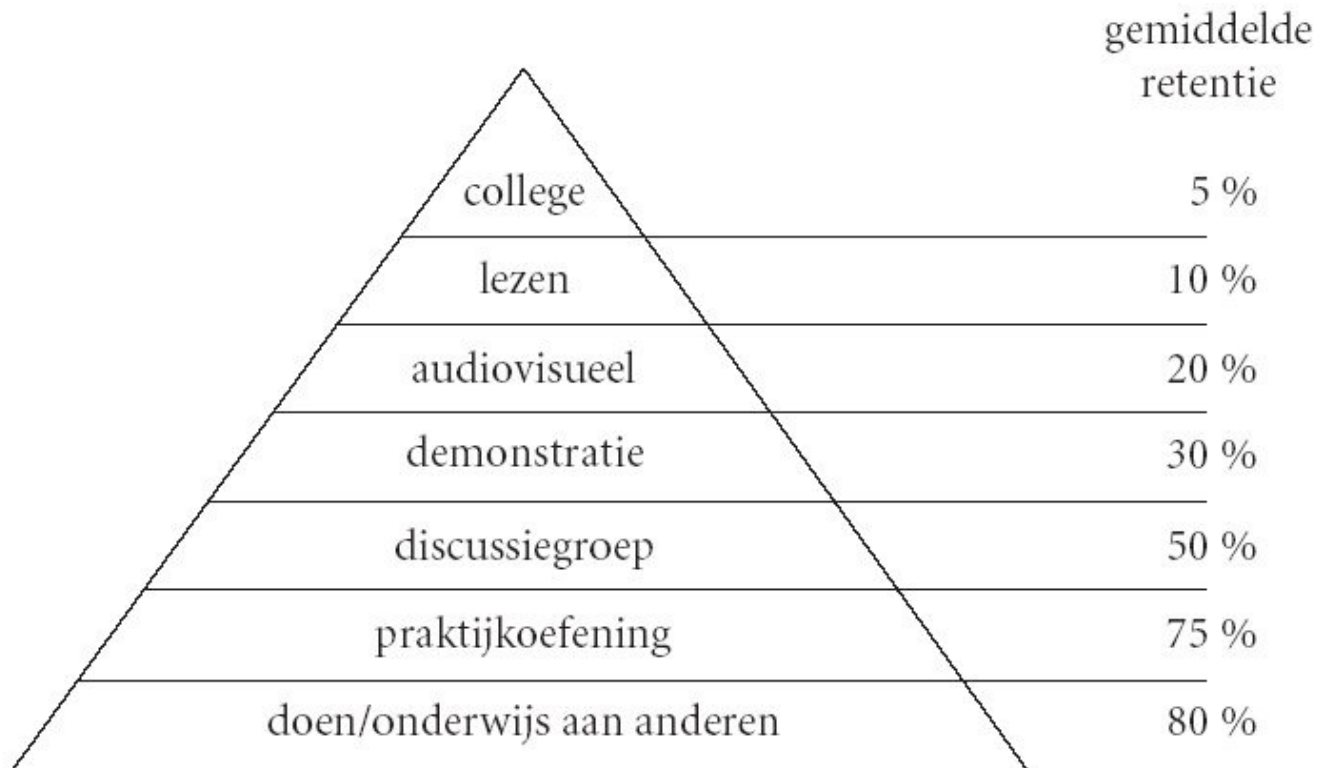 gemiddelde
retentie
college 5 %
lezen 10 %
audiovisueel 20 %
demonstratie 30 %
discussiegroep 50 %
praktijkoefening 75 %
doen/onderwijs aan anderen 80 %